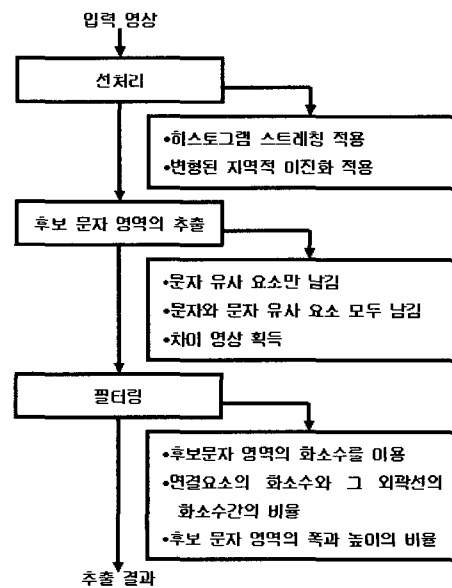 입력 영상
선처리
•히스토그램 스트레칭 적용
•변형된 지역적 이진화 적용
후보 문자 영역의 추출
•문자 유사 요소만 남김
•문자와 문자 유사 요소 모두 남김
•차이 영상 획득
필터링
•후보문자 영역의 화소수를 이용
•연결요소의 화소수와 그 외곽선의
화소수간의 비율
•후보 문자 영역의 폭과 높이의 비율
추출 결과